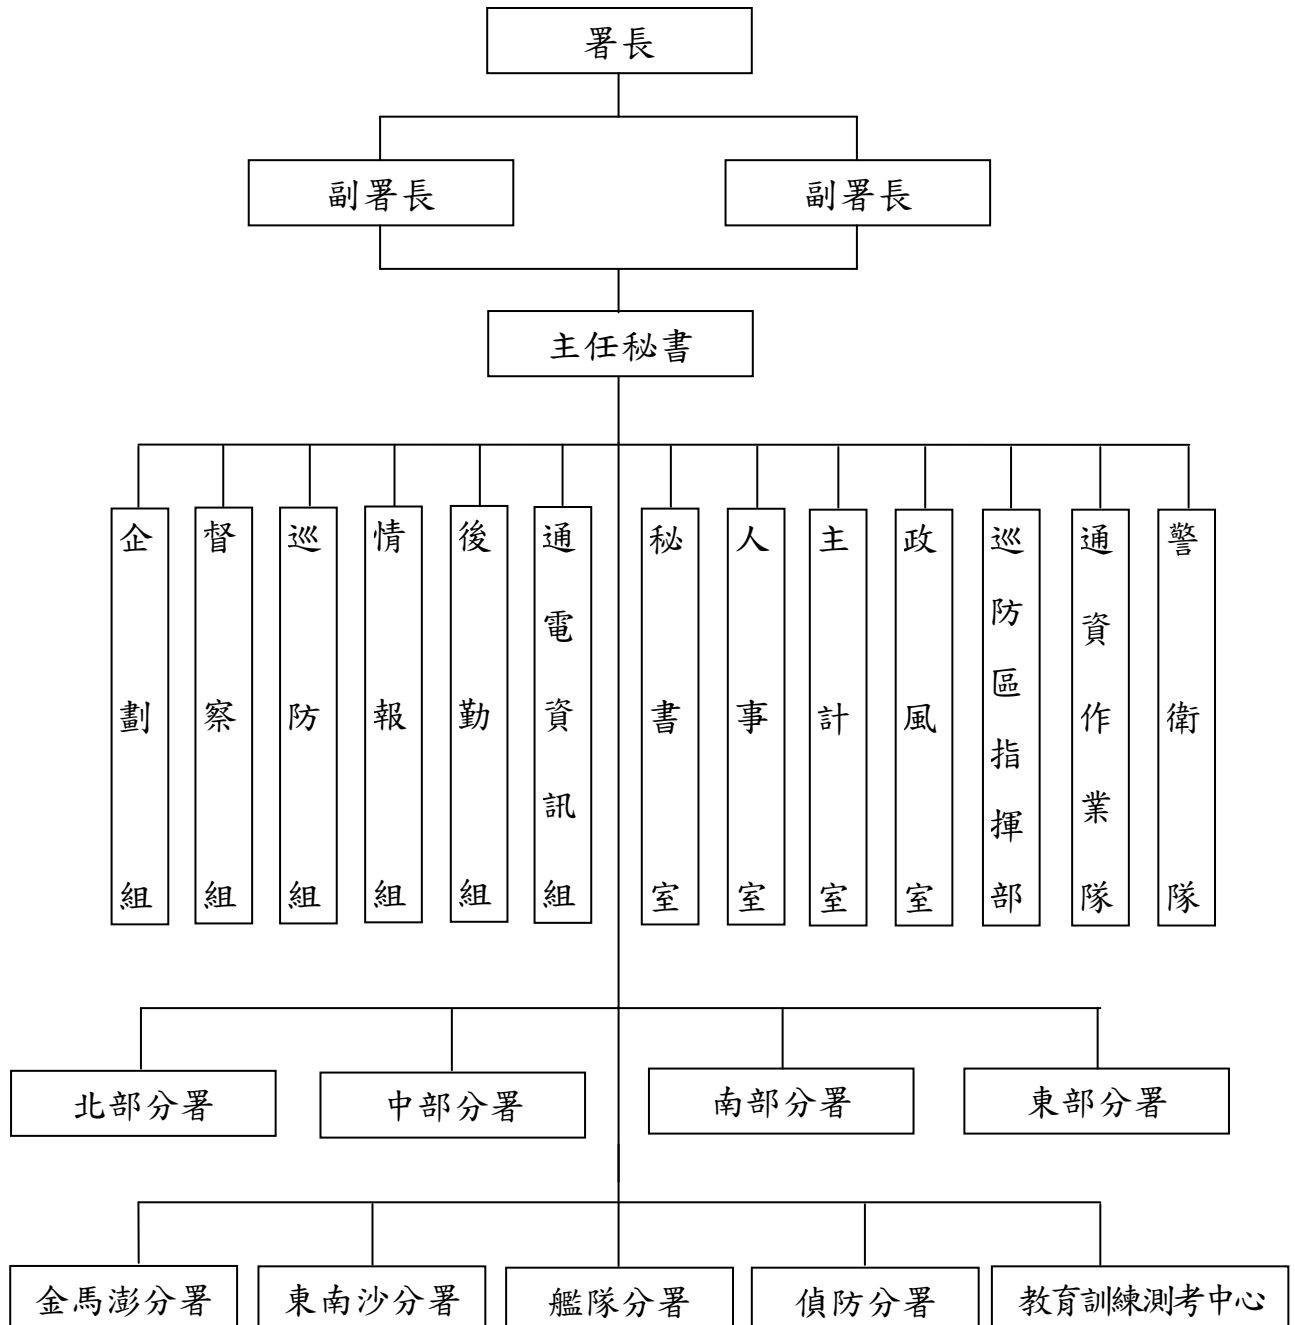 署長
副署長
副署長
主任秘書
企劃組
督察組
巡防組
情報組
後勤組
通電資訊組
秘書室
人事室
主計室
政風室
巡防區指揮部
通資作業隊
警衛隊
北部分署
中部分署
南部分署
東部分署
金馬澎分署
東南沙分署
艦隊分署
偵防分署
教育訓練測考中心